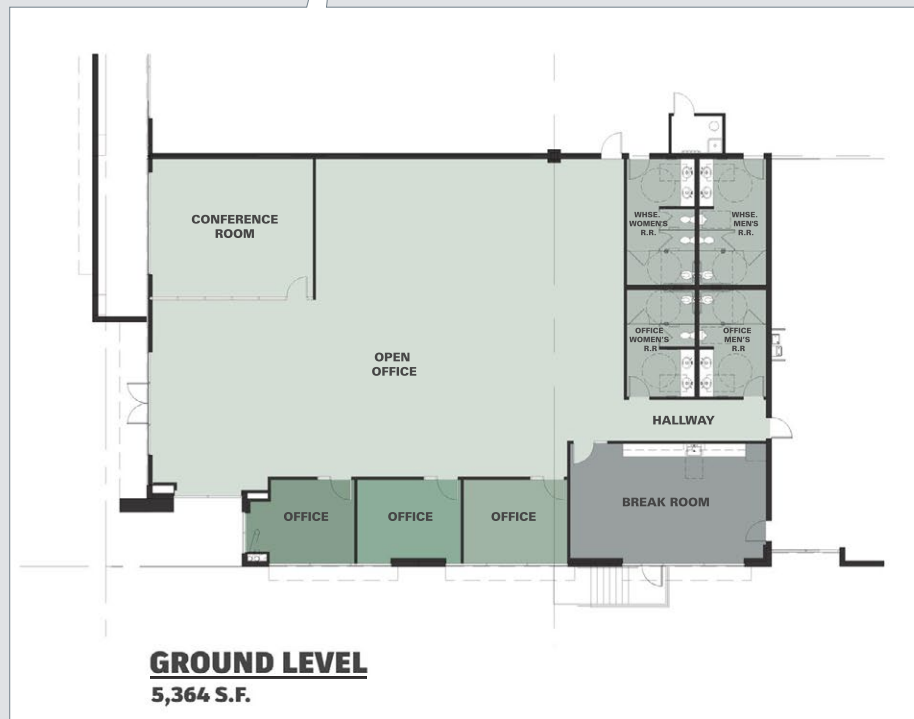 CONFERENCE
ROOM
WHSE.
WOMEN'S
R.R.
WHSE.
MEN'S
R.R.
OPEN
OFFICE
OFFICE
WOMEN'S
R.R
OFFICE
MEN'S
R.R
HALLWAY
OFFICE
OFFICE
OFFICE
BREAK ROOM
GROUND LEVEL
5,364 S.F.